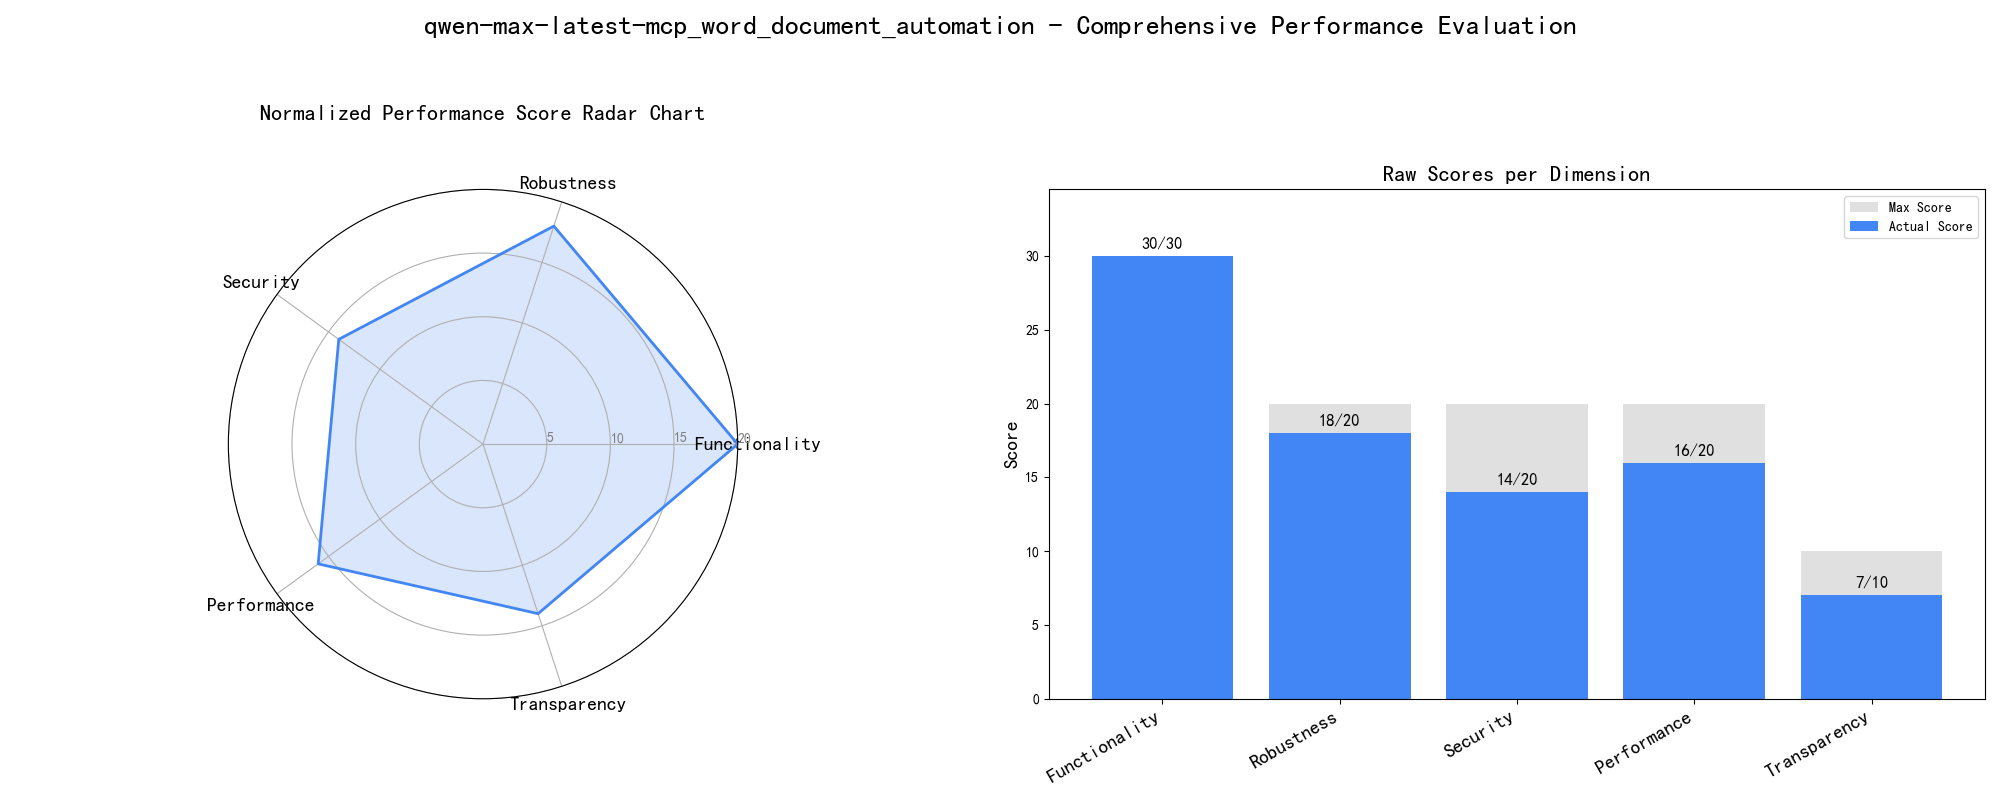 qwen-max-latest-mcp_word_document_automation - Comprehensive Performance Evaluation
Normalized Performance Score Radar Chart
Robustness
Security
Functionality
Performance
Transparency
5
10
15
20
Raw Scores per Dimension
Max Score
Actual Score
Score
30
25
20
15
10
5
0
30/30
18/20
14/20
16/20
7/10
Functionality
Robustness
Security
Performance
Transparency